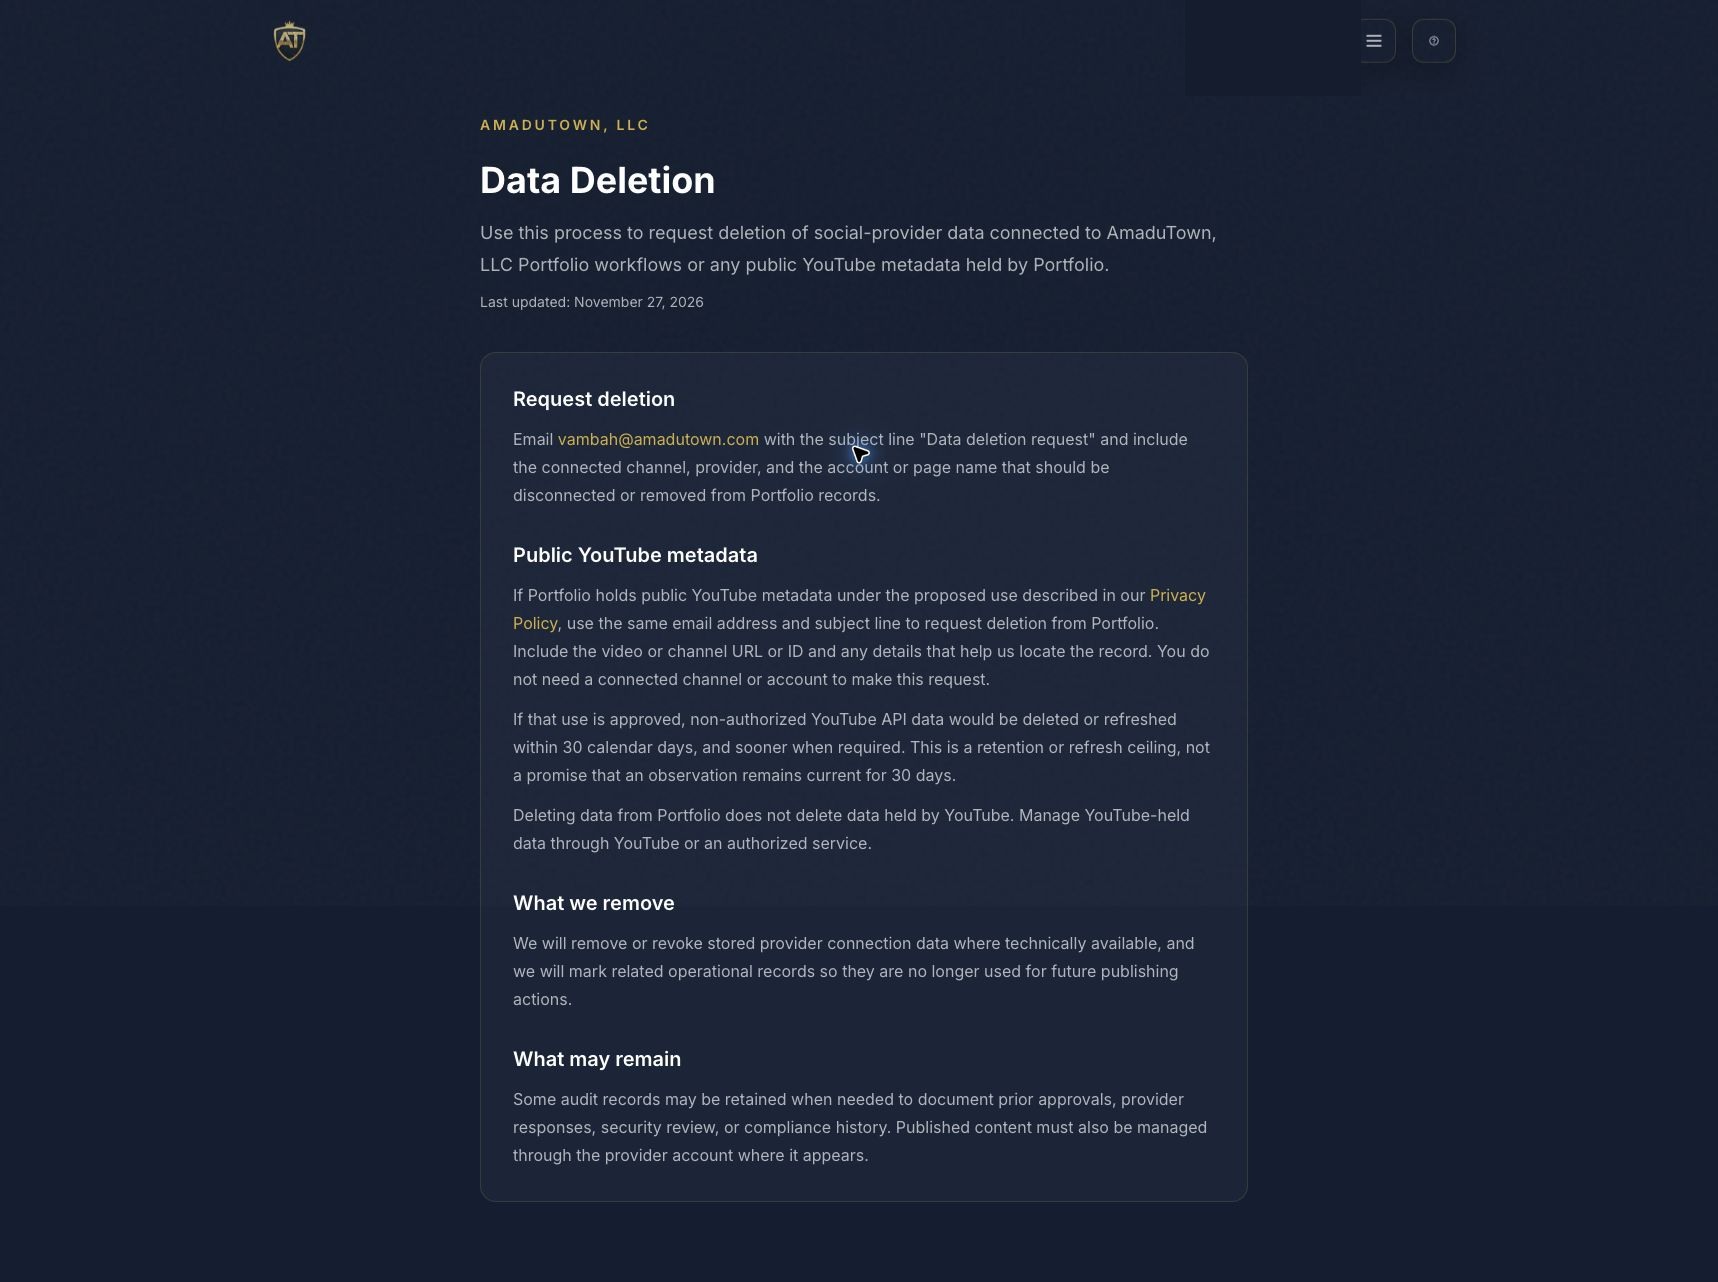 AT
AMADUTOWN, LLC
Data Deletion
Use this process to request deletion of social-provider data connected to AmaduTown,
LLC Portfolio workflows or any public YouTube metadata held by Portfolio.
Last updated: November 27, 2026
Request deletion
Email vambah@amadutown.com with the subject line "Data deletion request" and include
the connected channel, provider, and the account or page name that should be
disconnected or removed from Portfolio records.
Public YouTube metadata
If Portfolio holds public YouTube metadata under the proposed use described in our Privacy
Policy, use the same email address and subject line to request deletion from Portfolio.
Include the video or channel URL or ID and any details that help us locate the record. You do
not need a connected channel or account to make this request.
If that use is approved, non-authorized YouTube API data would be deleted or refreshed
within 30 calendar days, and sooner when required. This is a retention or refresh ceiling, not
a promise that an observation remains current for 30 days.
Deleting data from Portfolio does not delete data held by YouTube. Manage YouTube-held
data through YouTube or an authorized service.
What we remove
We will remove or revoke stored provider connection data where technically available, and
we will mark related operational records so they are no longer used for future publishing
actions.
What may remain
Some audit records may be retained when needed to document prior approvals, provider
responses, security review, or compliance history. Published content must also be managed
through the provider account where it appears.